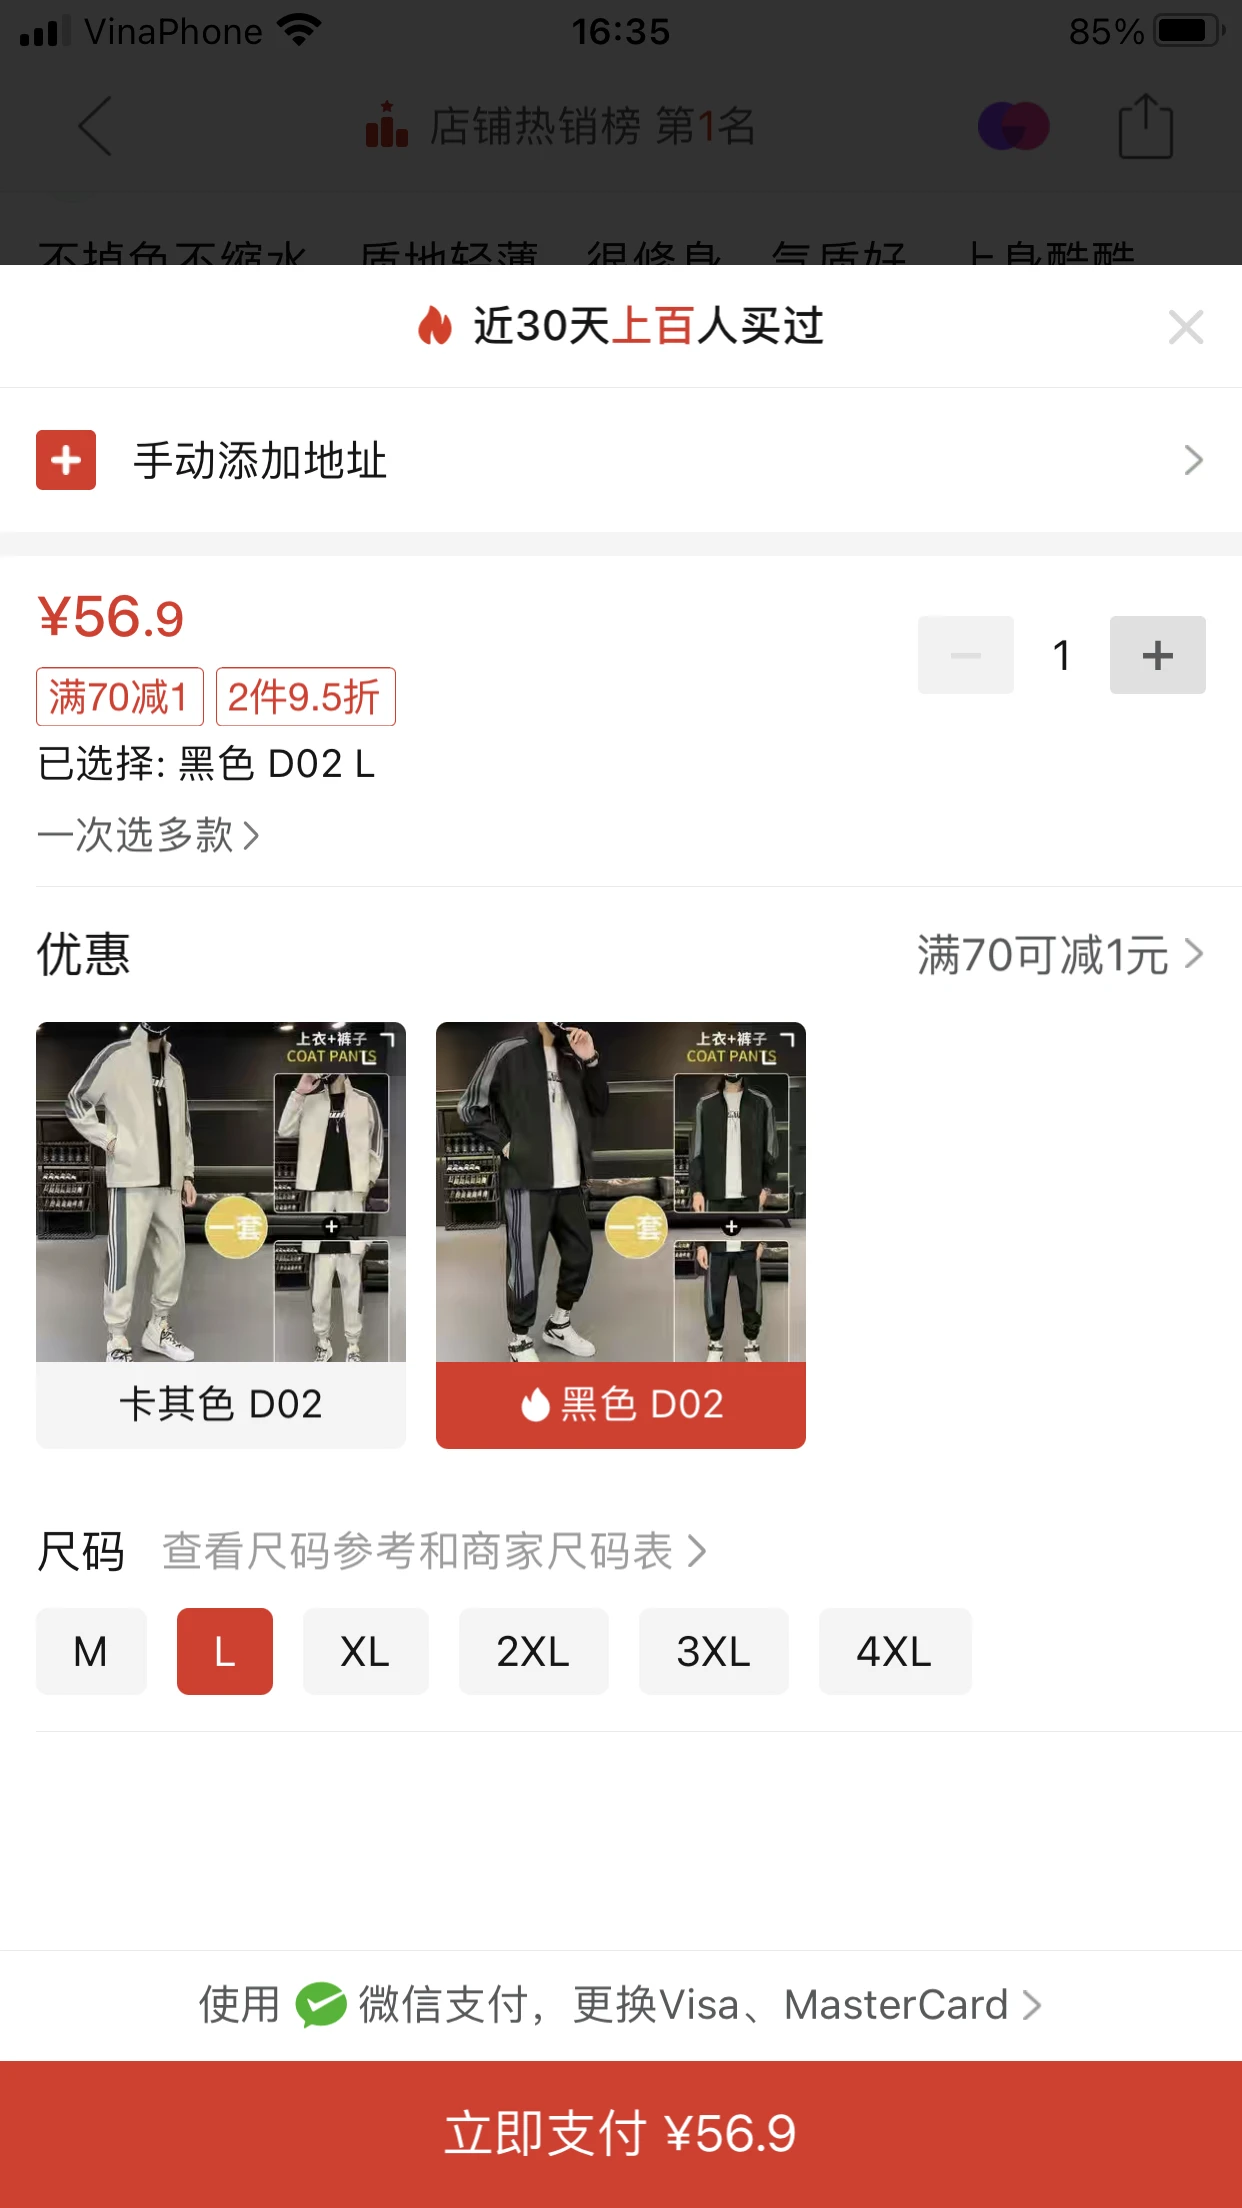 VinaPhone 16:35 85%
店铺热销榜 第1名
不掉色不缩水 质地轻薄 很修身 气质好 上身酷酷
近30天上百人买过
手动添加地址
¥56.9
1
满70减1 2件9.5折
已选择: 黑色 D02 L
一次选多款
优惠 满70可减1元
上衣+裤子
COAT PANTS
一套
卡其色 D02
上衣+裤子
COAT PANTS
一套
黑色 D02
尺码 查看尺码参考和商家尺码表
M L XL 2XL 3XL 4XL
使用 微信支付，更换Visa、MasterCard
立即支付 ¥56.9